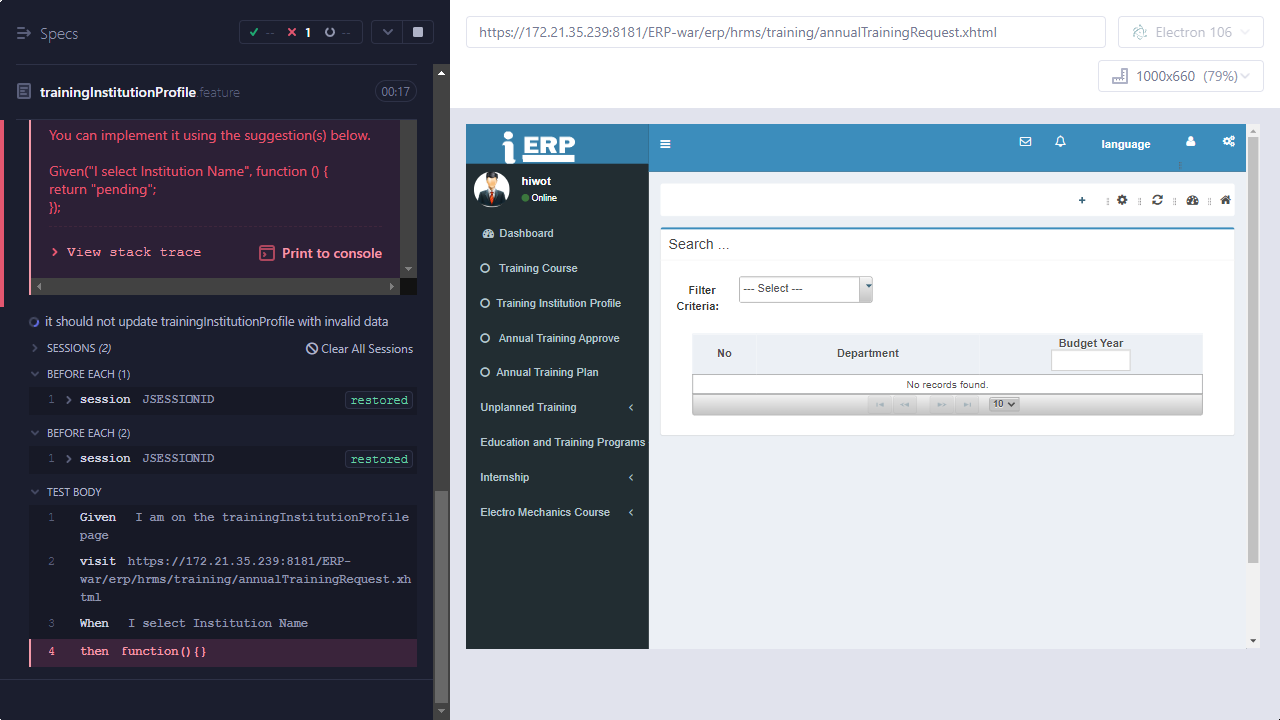 Specs
-- 1 --
trainingInstitutionProfile.feature 00:17
You can implement it using the suggestion(s) below.
Given("I select Institution Name", function () {
return "pending";
});
View stack trace Print to console
it should not update trainingInstitutionProfile with invalid data
SESSIONS (2) Clear All Sessions
BEFORE EACH (1)
1 session JSESSIONID restored
BEFORE EACH (2)
1 session JSESSIONID restored
TEST BODY
1 Given I am on the trainingInstitutionProfile
page
2 visit https://172.21.35.239:8181/ERP-
war/erp/hrms/training/annualTrainingRequest.xh
tml
3 When I select Institution Name
4 then function(){}
https://172.21.35.239:8181/ERP-war/erp/hrms/training/annualTrainingRequest.xhtml
Electron 106
1000x660 (79%)
i ERP
language
hiwot
Online
Dashboard
Training Course
Training Institution Profile
Annual Training Approve
Annual Training Plan
Unplanned Training
Education and Training Programs
Internship
Electro Mechanics Course
Search ...
Filter
Criteria:
--- Select ---
No Department Budget Year
No records found.
10